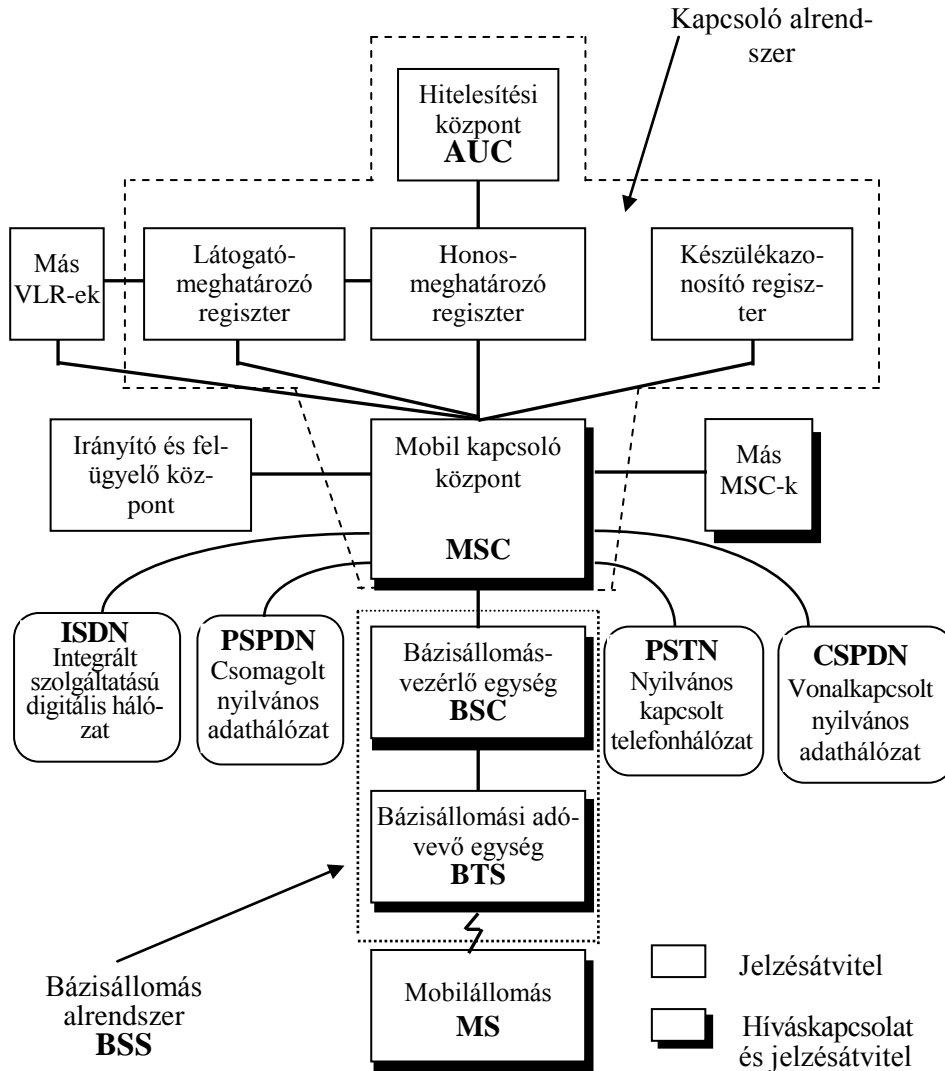 Kapcsoló alrend-
szer
Hitelesítési
központ
AUC
Más
VLR-ek
Látogató-
meghatározó
regiszter
Honos-
meghatározó
regiszter
Készülékazo-
nosító regisz-
ter
Irányító és fel-
ügyelő köz-
pont
Mobil kapcsoló
központ
MSC
Más
MSC-k
ISDN
Integrált
szolgáltatású
digitális háló-
zat
PSPDN
Csomagolt
nyilvános
adathálózat
Bázisállomás-
vezérlő egység
BSC
PSTN
Nyilvános
kapcsolt
telefonhálózat
CSPDN
Vonalkapcsolt
nyilvános
adathálózat
Bázisállomási adó-
vevő egység
BTS
Bázisállomás
alrendszer
BSS
Mobilállomás
MS
Jelzésátvitel
Híváskapcsolat
és jelzésátvitel